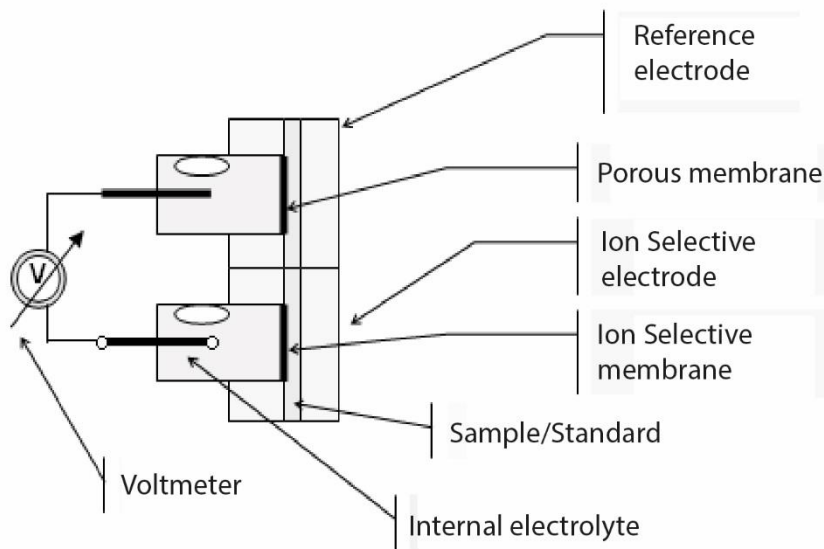 Reference
electrode
Porous membrane
Ion Selective
electrode
V
Ion Selective
membrane
Sample/Standard
Voltmeter
Internal electrolyte